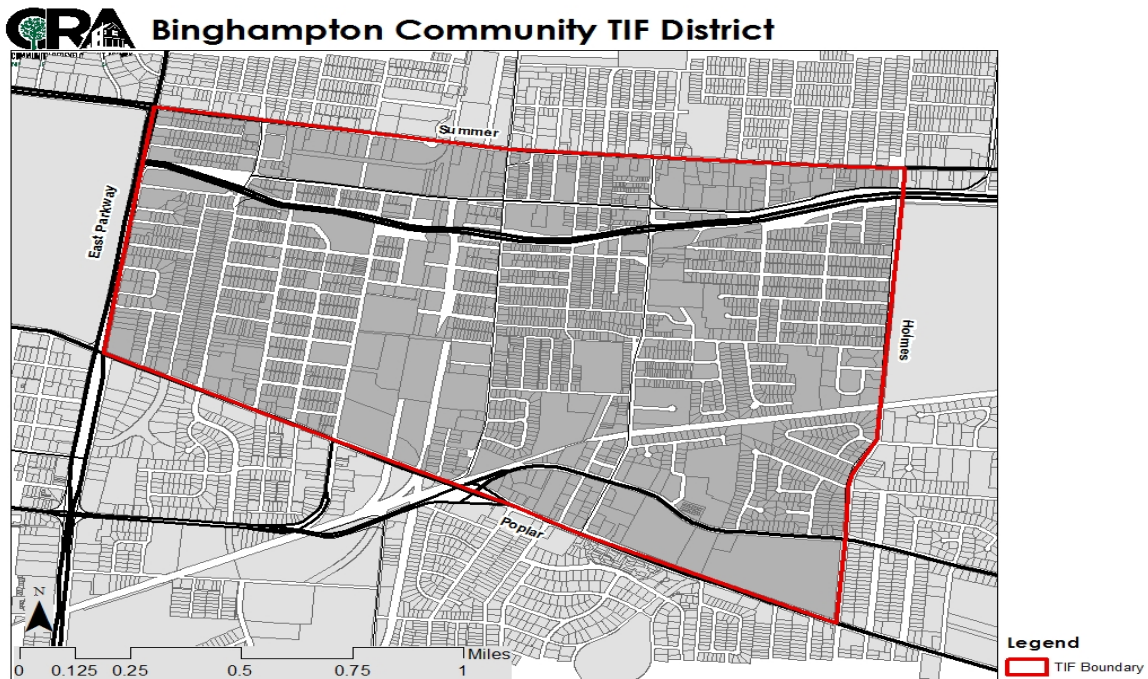 CRA
Binghampton Community TIF District
Summer
East Parkway
Holmes
Poplar
N
Miles
0 0.125 0.25 0.5 0.75 1
Legend
TIF Boundary